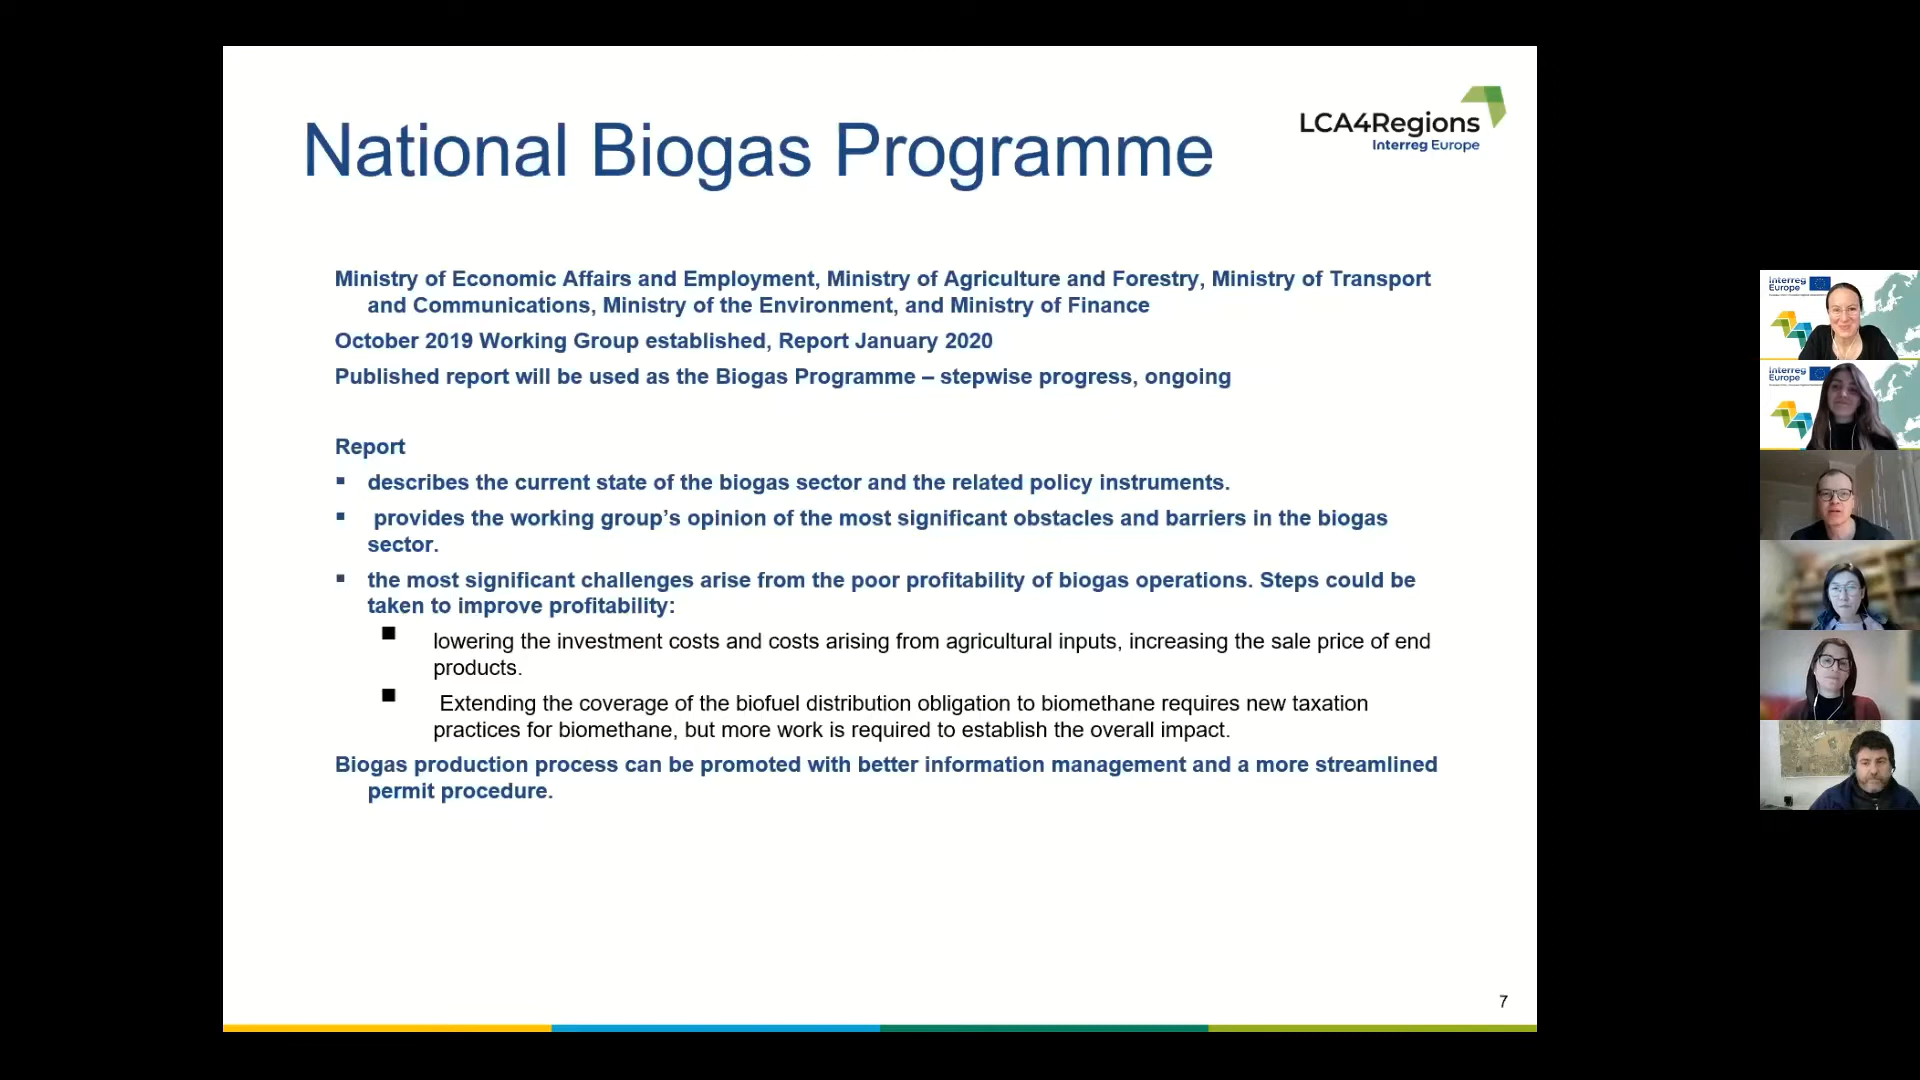 National Biogas Programme
LCA4Regions
Interreg Europe
Ministry of Economic Affairs and Employment, Ministry of Agriculture and Forestry, Ministry of Transport
and Communications, Ministry of the Environment, and Ministry of Finance
October 2019 Working Group established, Report January 2020
Published report will be used as the Biogas Programme – stepwise progress, ongoing
Report
▪ describes the current state of the biogas sector and the related policy instruments.
▪ provides the working group’s opinion of the most significant obstacles and barriers in the biogas
sector.
▪ the most significant challenges arise from the poor profitability of biogas operations. Steps could be
taken to improve profitability:
■ lowering the investment costs and costs arising from agricultural inputs, increasing the sale price of end
products.
■ Extending the coverage of the biofuel distribution obligation to biomethane requires new taxation
practices for biomethane, but more work is required to establish the overall impact.
Biogas production process can be promoted with better information management and a more streamlined
permit procedure.
7
Interreg
Europe
Interreg
Europe